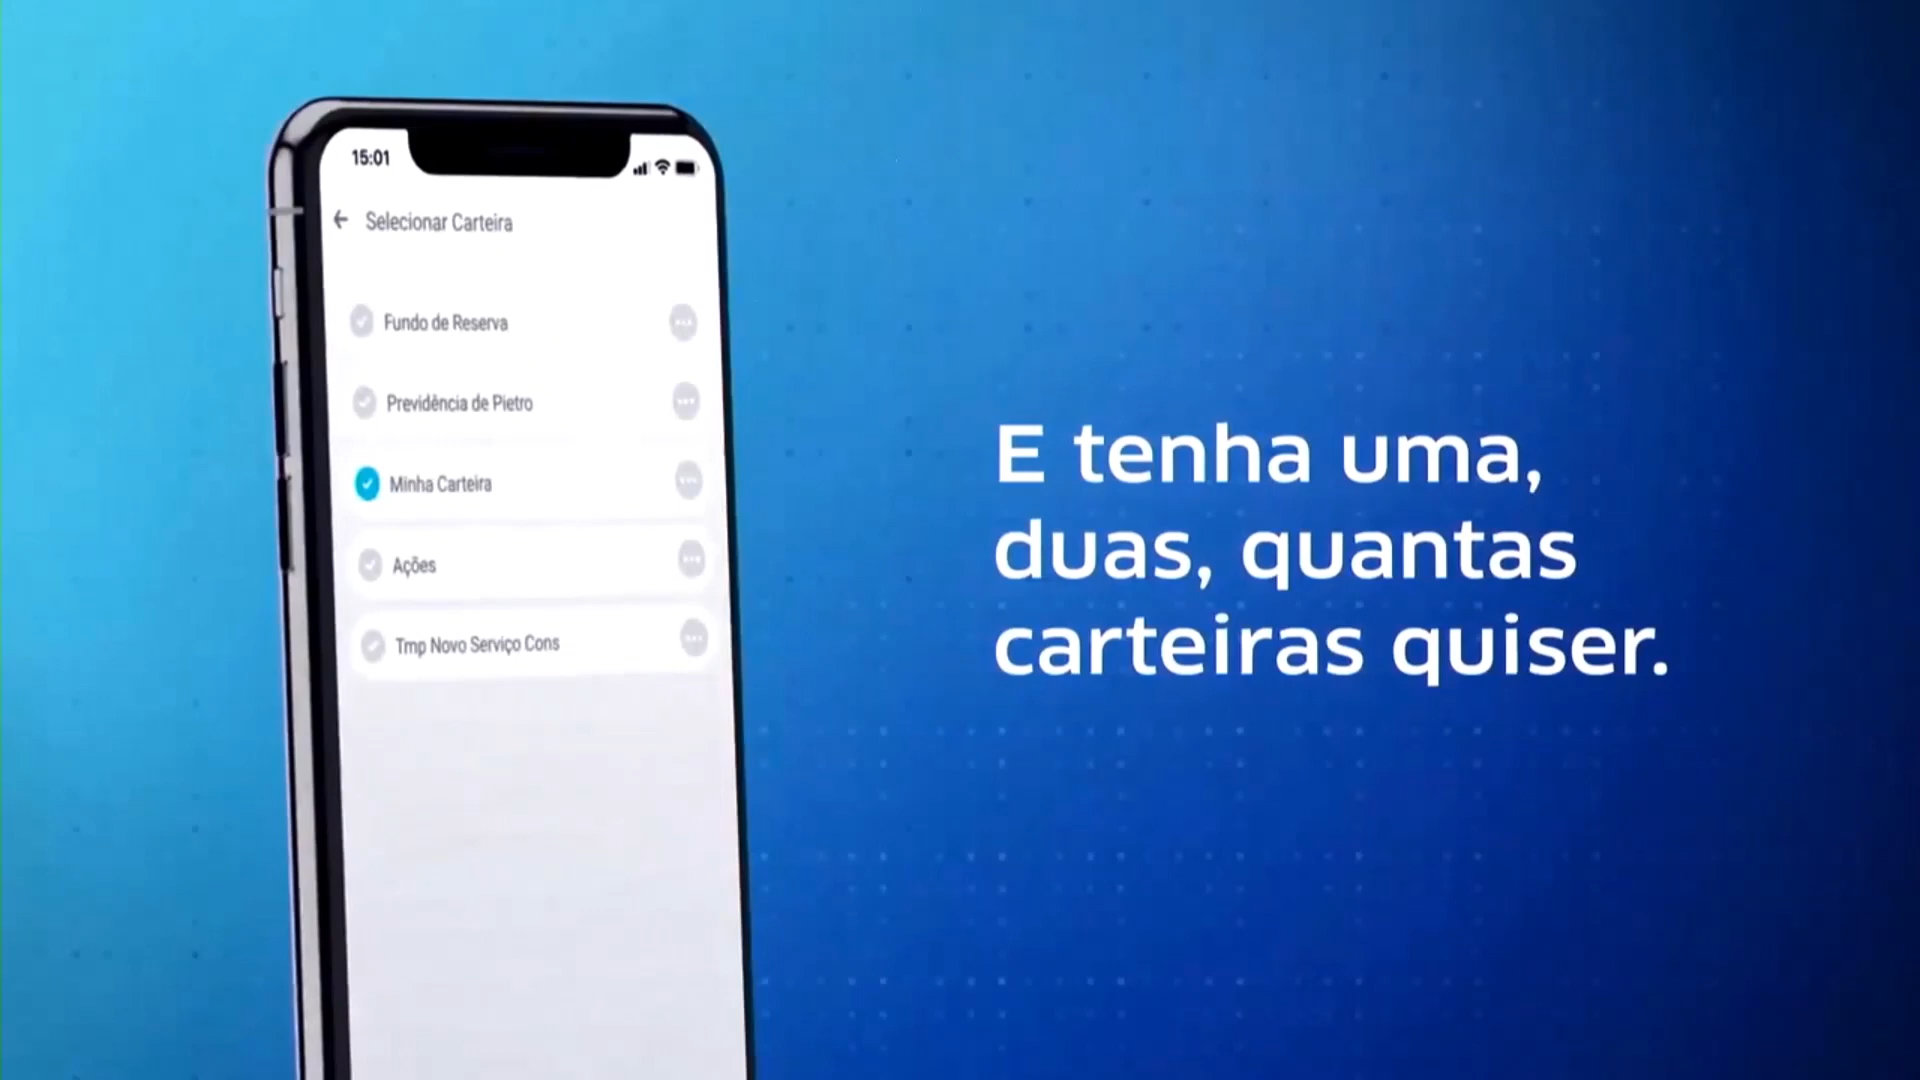 15:01
Selecionar Carteira
Fundo de Reserva
Previdência de Pietro
Minha Carteira
Ações
Tmp Novo Serviço Cons
E tenha uma,
duas, quantas
carteiras quiser.